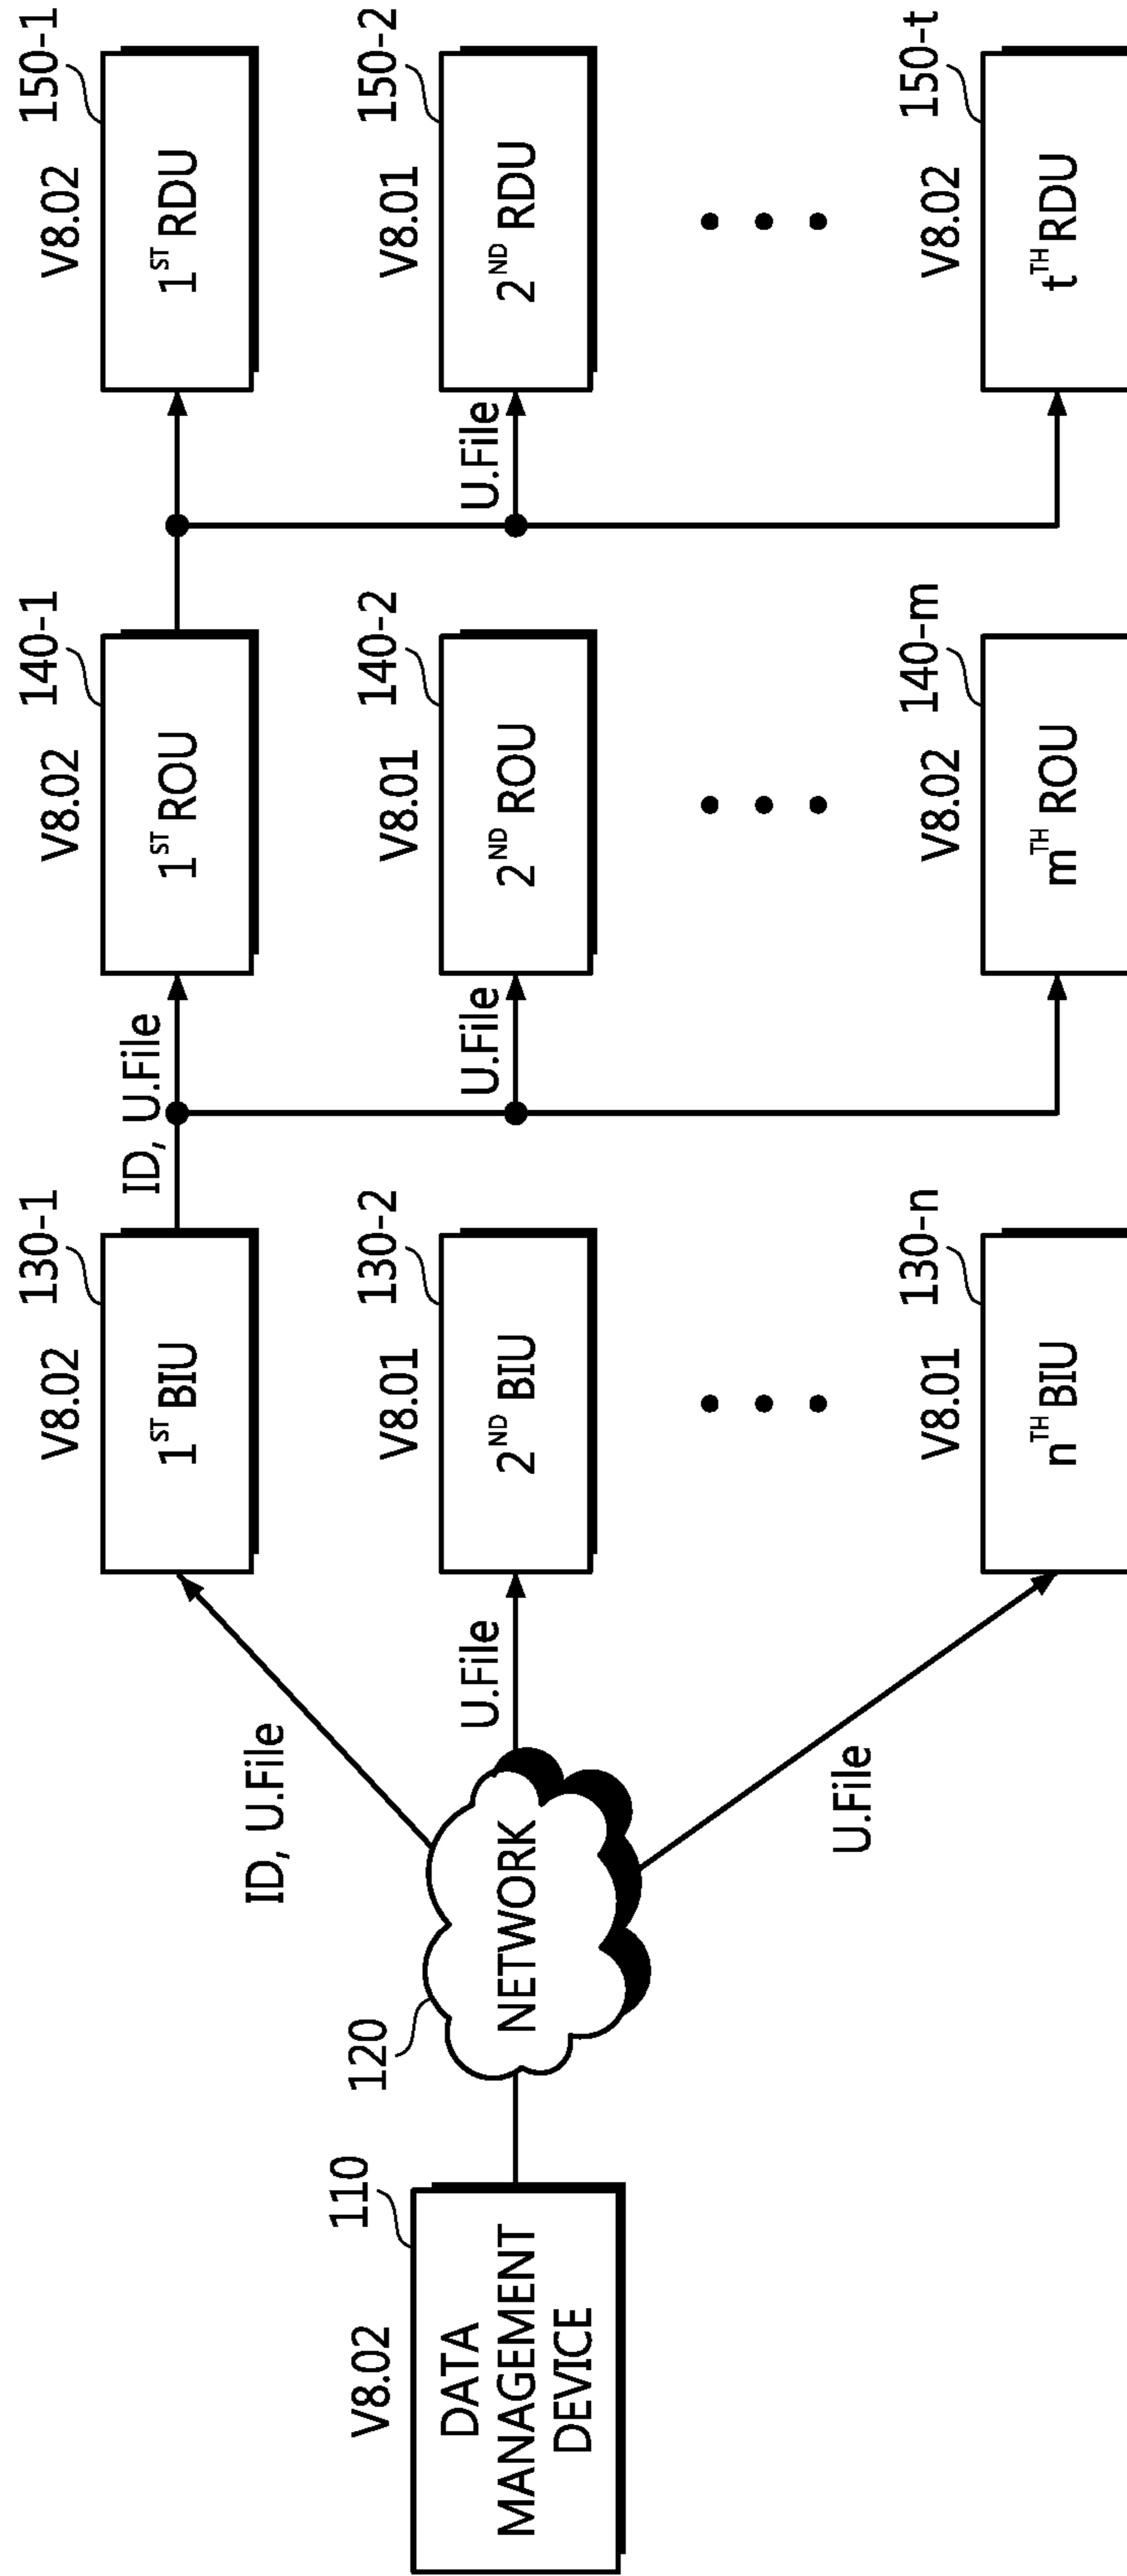 V8.02
110
DATA
MANAGEMENT
DEVICE
120
NETWORK
ID, U.File
U.File
U.File
V8.02
130-1
1ST BIU
V8.01
130-2
2ND BIU
V8.01
130-n
nTH BIU
ID, U.File
U.File
V8.02
140-1
1ST ROU
V8.01
140-2
2ND ROU
V8.02
140-m
mTH ROU
U.File
V8.02
150-1
1ST RDU
V8.01
150-2
2ND RDU
V8.02
150-t
tTH RDU